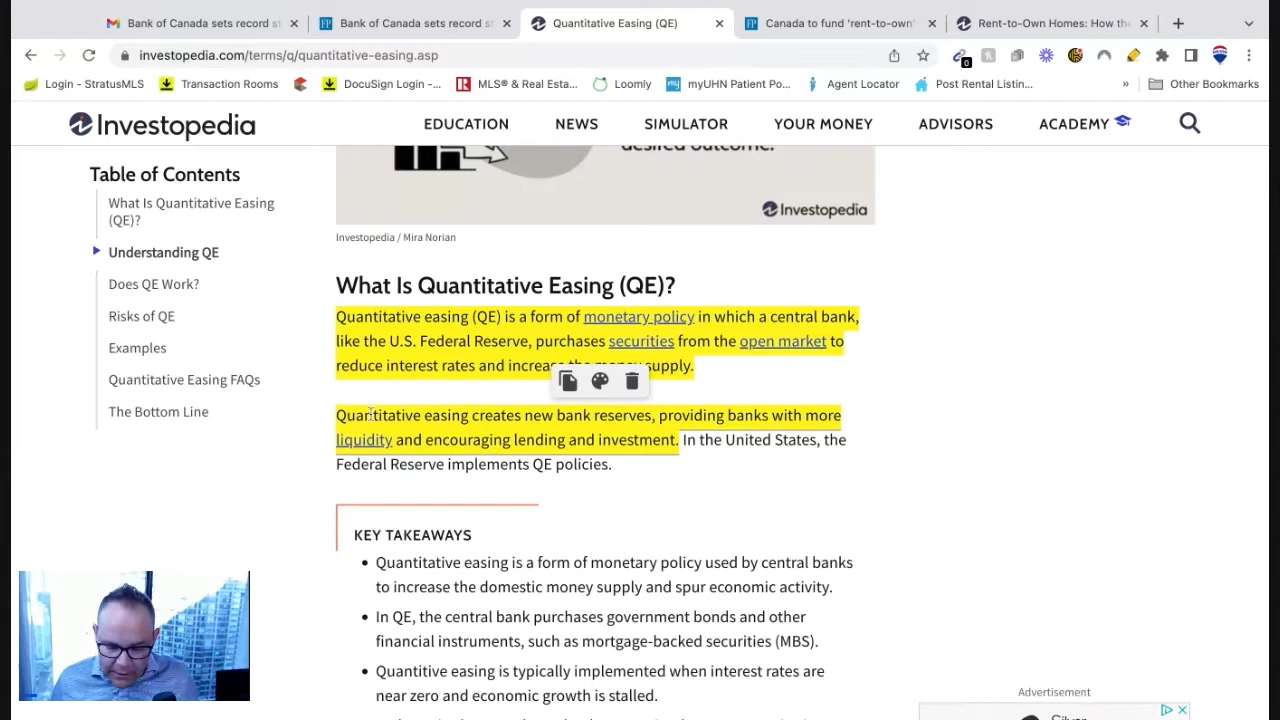 Bank of Canada sets record s
Bank of Canada sets record s
Quantitative Easing (QE)
Canada to fund 'rent-to-own'
Rent-to-Own Homes: How the
investopedia.com/terms/q/quantitative-easing.asp
0
Login - StratusMLS
Transaction Rooms
DocuSign Login -...
MLS® & Real Esta...
Loomly
myUHN Patient Po...
Agent Locator
Post Rental Listin...
»
Other Bookmarks
Investopedia
EDUCATION
NEWS
SIMULATOR
YOUR MONEY
ADVISORS
ACADEMY
Table of Contents
What Is Quantitative Easing
(QE)?
Understanding QE
Does QE Work?
Risks of QE
Examples
Quantitative Easing FAQs
The Bottom Line
desired outcome.
Investopedia
Investopedia / Mira Norian
What Is Quantitative Easing (QE)?
Quantitative easing (QE) is a form of monetary policy in which a central bank,
like the U.S. Federal Reserve, purchases securities from the open market to
reduce interest rates and increase the money supply.
Quantitative easing creates new bank reserves, providing banks with more
liquidity and encouraging lending and investment. In the United States, the
Federal Reserve implements QE policies.
KEY TAKEAWAYS
• Quantitative easing is a form of monetary policy used by central banks
to increase the domestic money supply and spur economic activity.
• In QE, the central bank purchases government bonds and other
financial instruments, such as mortgage-backed securities (MBS).
• Quantitive easing is typically implemented when interest rates are
near zero and economic growth is stalled.
Advertisement